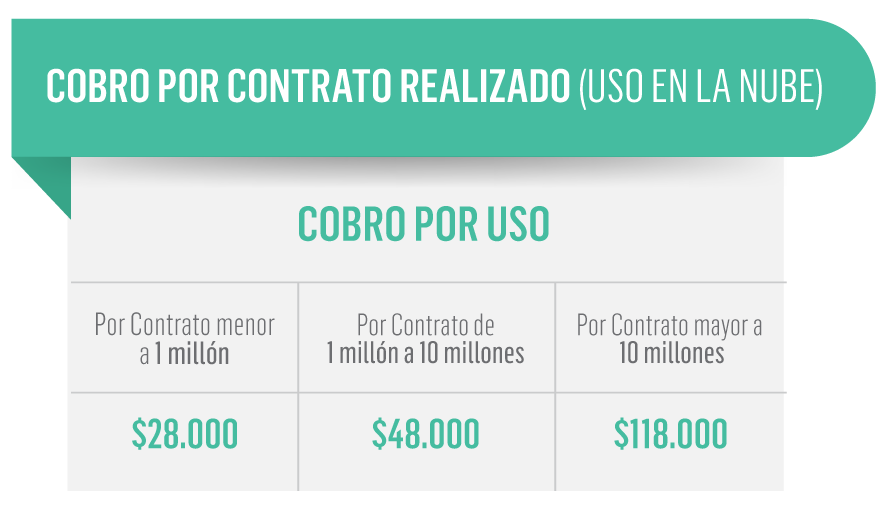 COBRO POR CONTRATO REALIZADO (USO EN LA NUBE)
COBRO POR USO
Por Contrato menor
a 1 millón
Por Contrato de
1 millón a 10 millones
Por Contrato mayor a
10 millones
$28.000
$48.000
$118.000